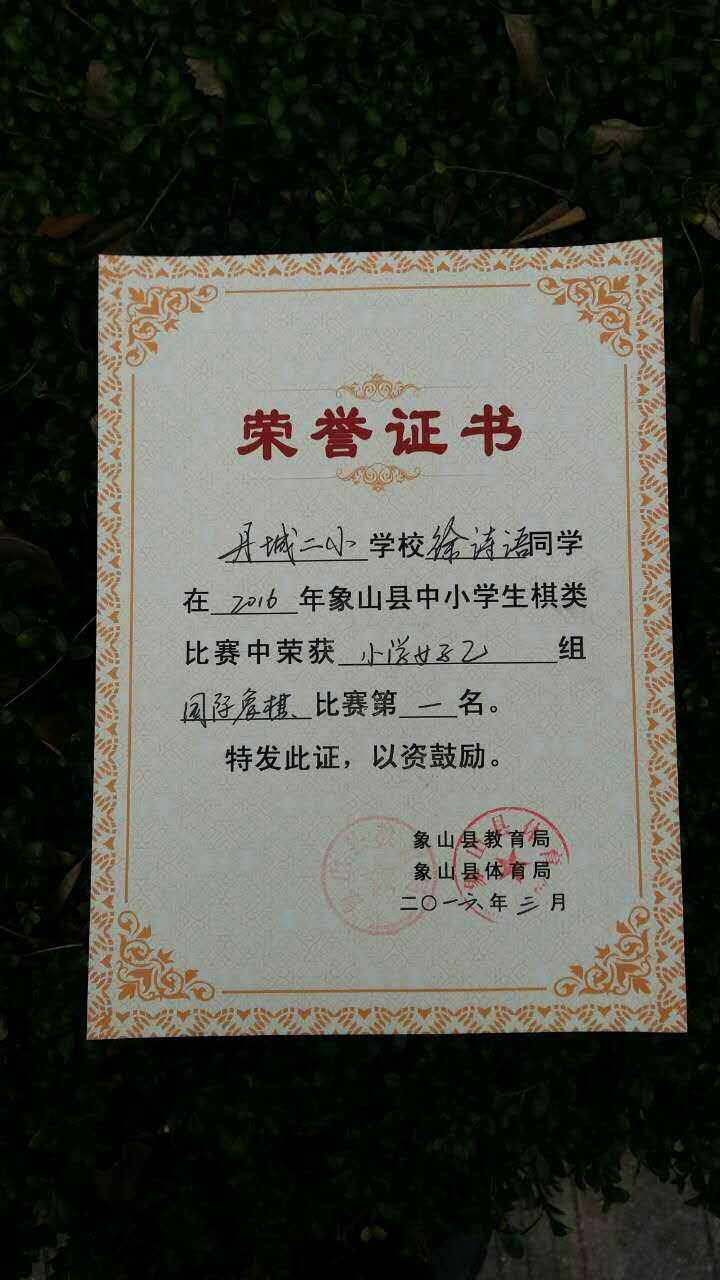 荣誉证书
丹城二小学校徐诗语同学
在2016年象山县中小学生棋类
比赛中荣获小学女子乙组
国际象棋比赛第一名。
特发此证，以资鼓励。
象山县教育局
象山县体育局
二〇一六年三月